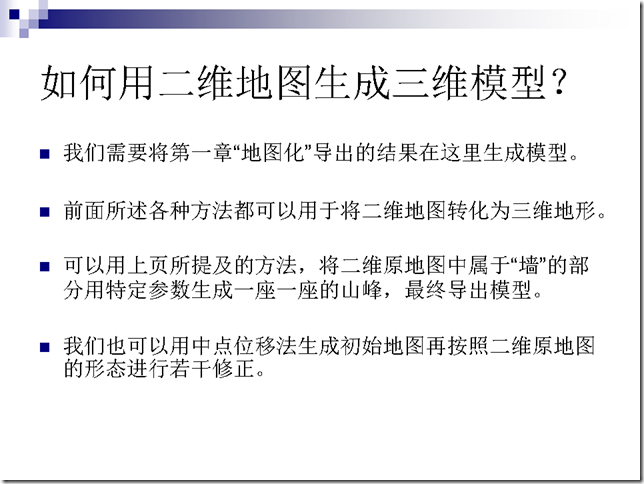 如何用二维地图生成三维模型?
我们需要将第一章“地图化”导出的结果在这里生成模型。
前面所述各种方法都可以用于将二维地图转化为三维地形。
可以用上页所提及的方法，将二维原地图中属于“墙”的部
分用特定参数生成一座一座的山峰，最终导出模型。
我们也可以用中点位移法生成初始地图再按照二维原地图
的形态进行若干修正。